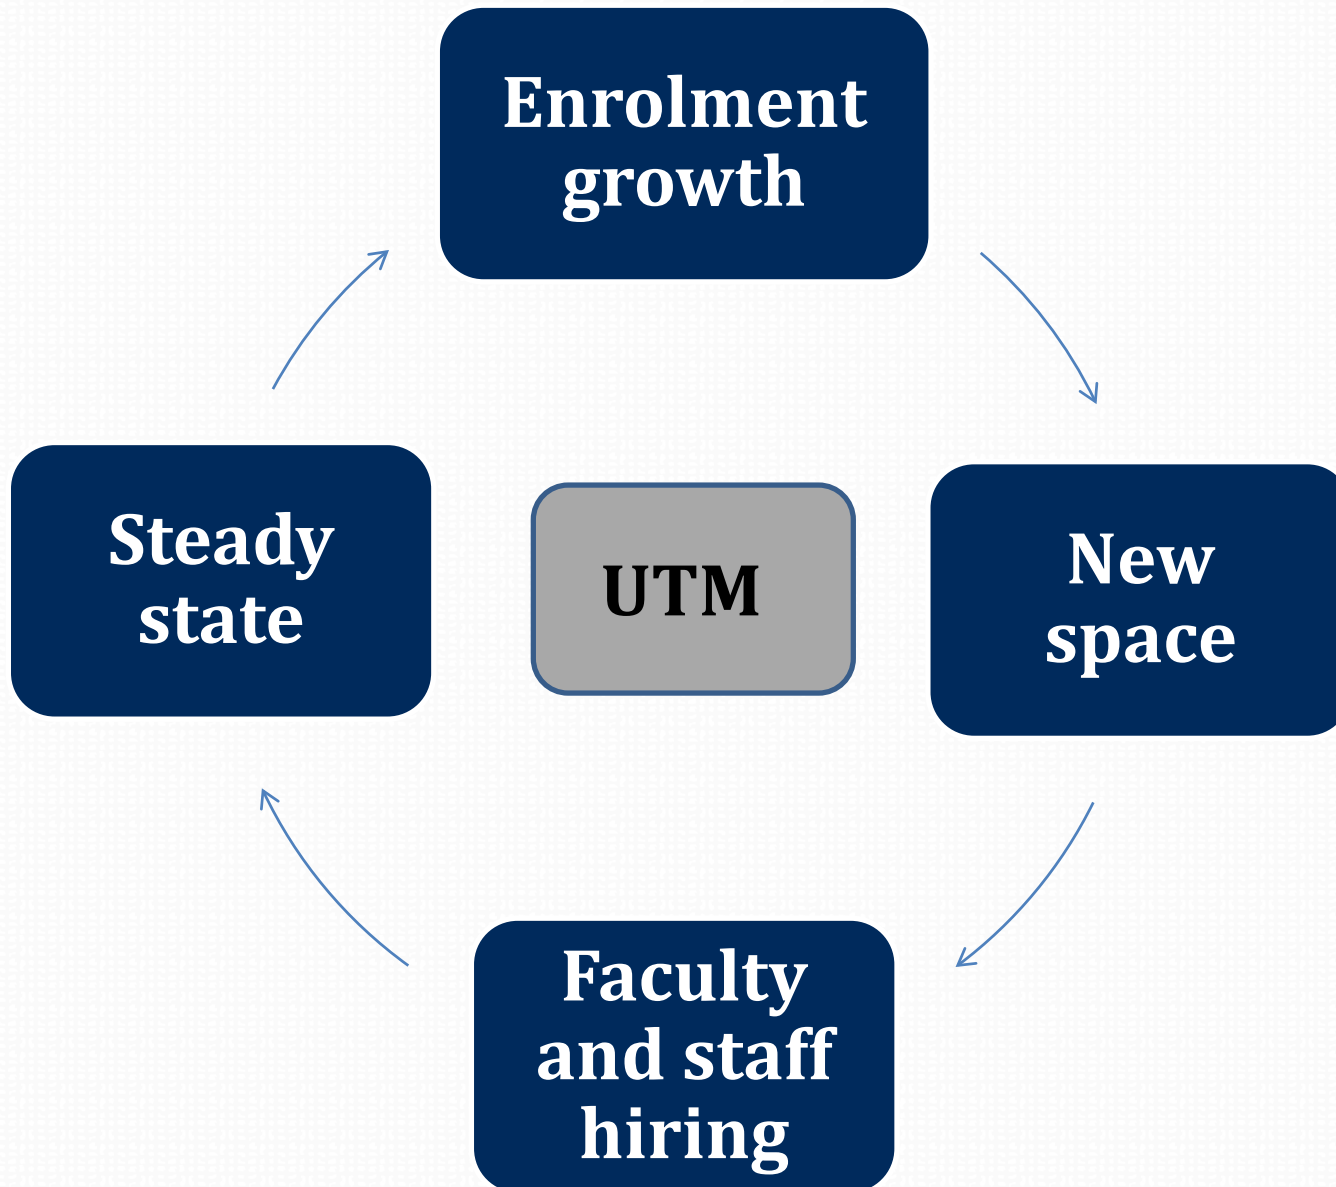 Enrolment
growth
Steady
state
UTM
New
space
Faculty
and staff
hiring